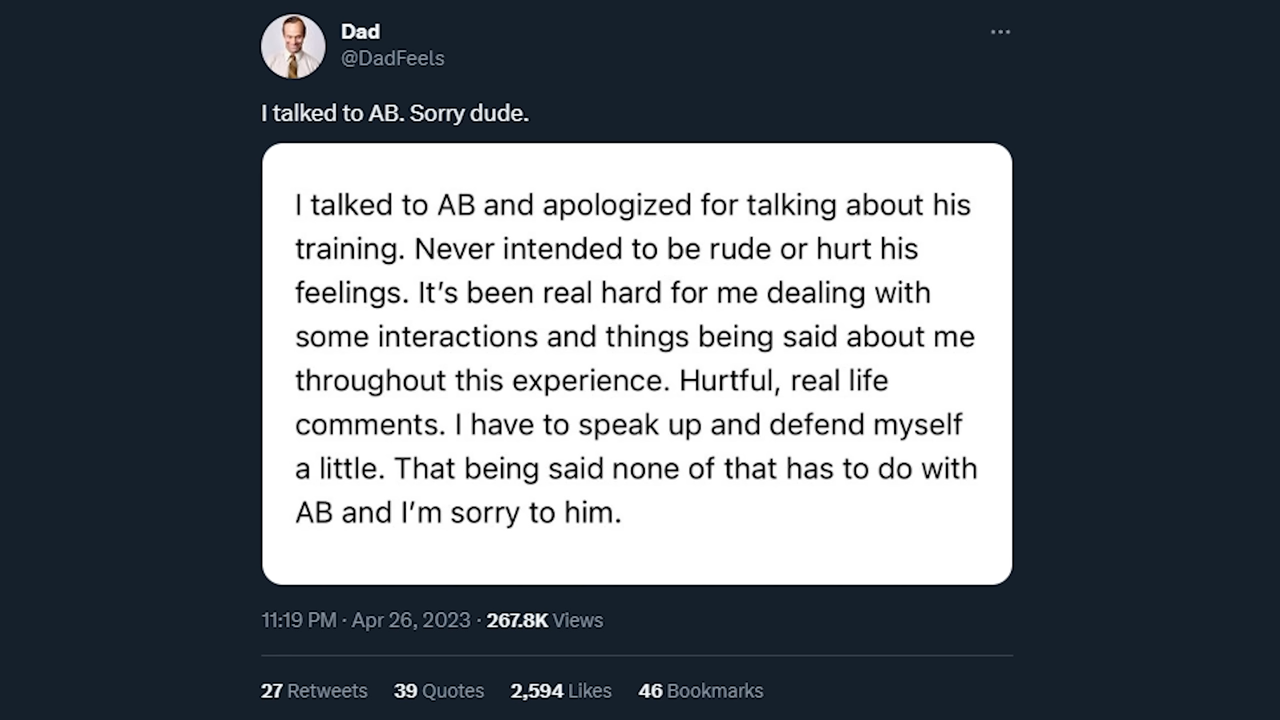 Dad
@DadFeels
I talked to AB. Sorry dude.
I talked to AB and apologized for talking about his
training. Never intended to be rude or hurt his
feelings. It’s been real hard for me dealing with
some interactions and things being said about me
throughout this experience. Hurtful, real life
comments. I have to speak up and defend myself
a little. That being said none of that has to do with
AB and I’m sorry to him.
11:19 PM · Apr 26, 2023 · 267.8K Views
27 Retweets 39 Quotes 2,594 Likes 46 Bookmarks